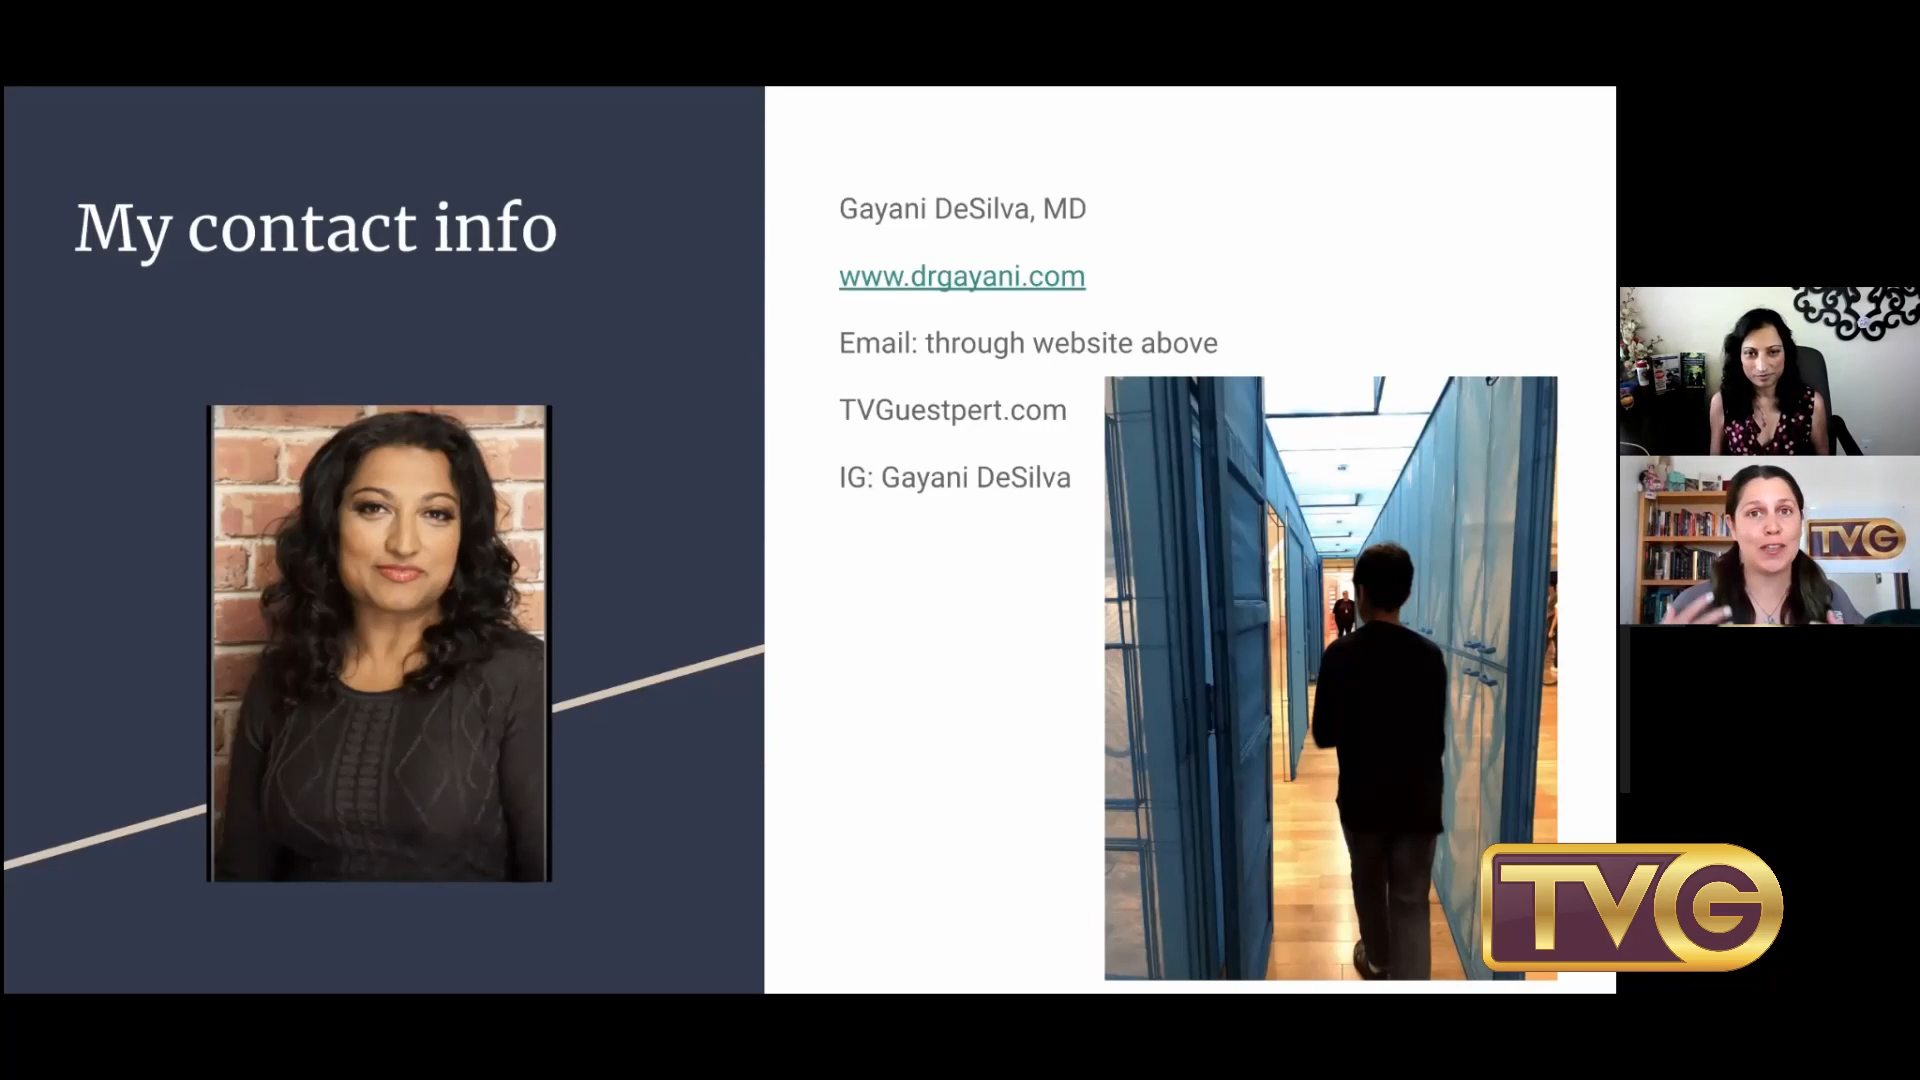 My contact info
Gayani DeSilva, MD
www.drgayani.com
Email: through website above
TVGuestpert.com
IG: Gayani DeSilva
TVG
TVG